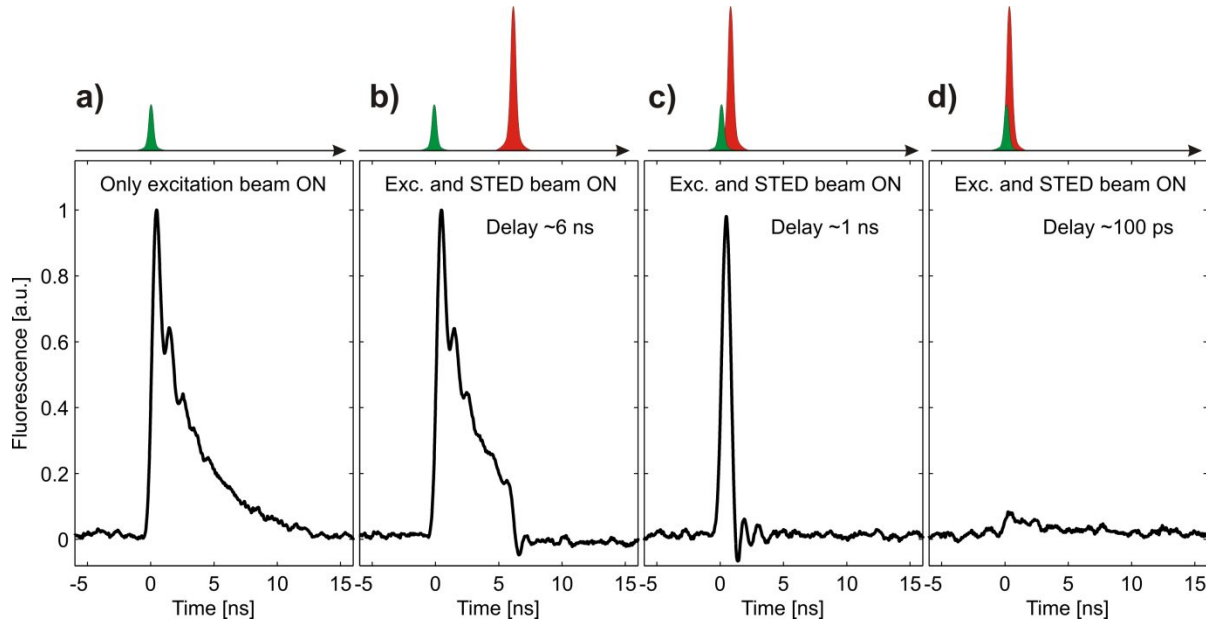 a)
b)
c)
d)
Only excitation beam ON
Exc. and STED beam ON
Exc. and STED beam ON
Exc. and STED beam ON
Delay ~6 ns
Delay ~1 ns
Delay ~100 ps
Fluorescence [a.u.]
1
0.8
0.6
0.4
0.2
0
-5 0 5 10 15
-5 0 5 10 15
-5 0 5 10 15
-5 0 5 10 15
Time [ns]
Time [ns]
Time [ns]
Time [ns]